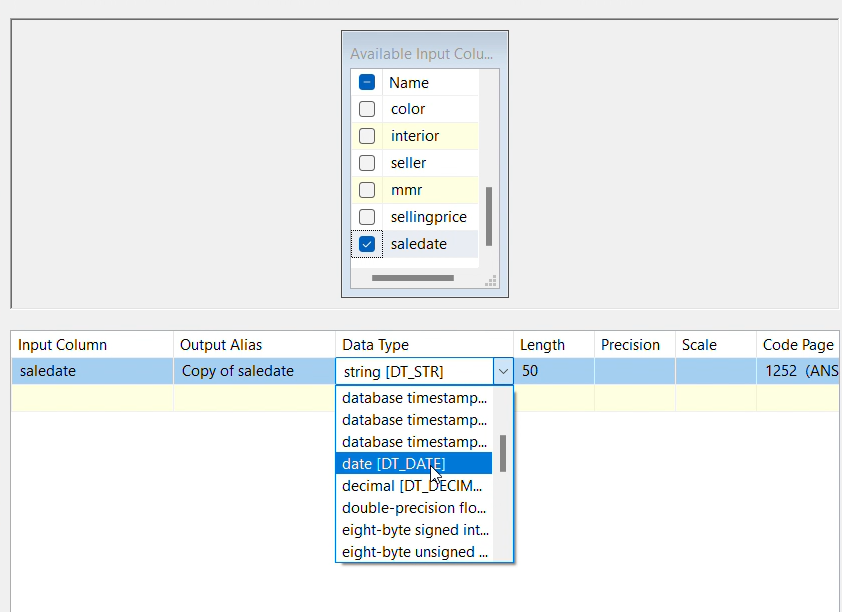 Available Input Colu...
Name
color
interior
seller
mmr
sellingprice
saledate
Input Column Output Alias Data Type Length Precision Scale Code Page
saledate Copy of saledate string [DT_STR] 50 1252 (ANS
database timestamp...
database timestamp...
database timestamp...
date [DT_DATE]
decimal [DT_DECIM...
double-precision flo...
eight-byte signed int...
eight-byte unsigned ...